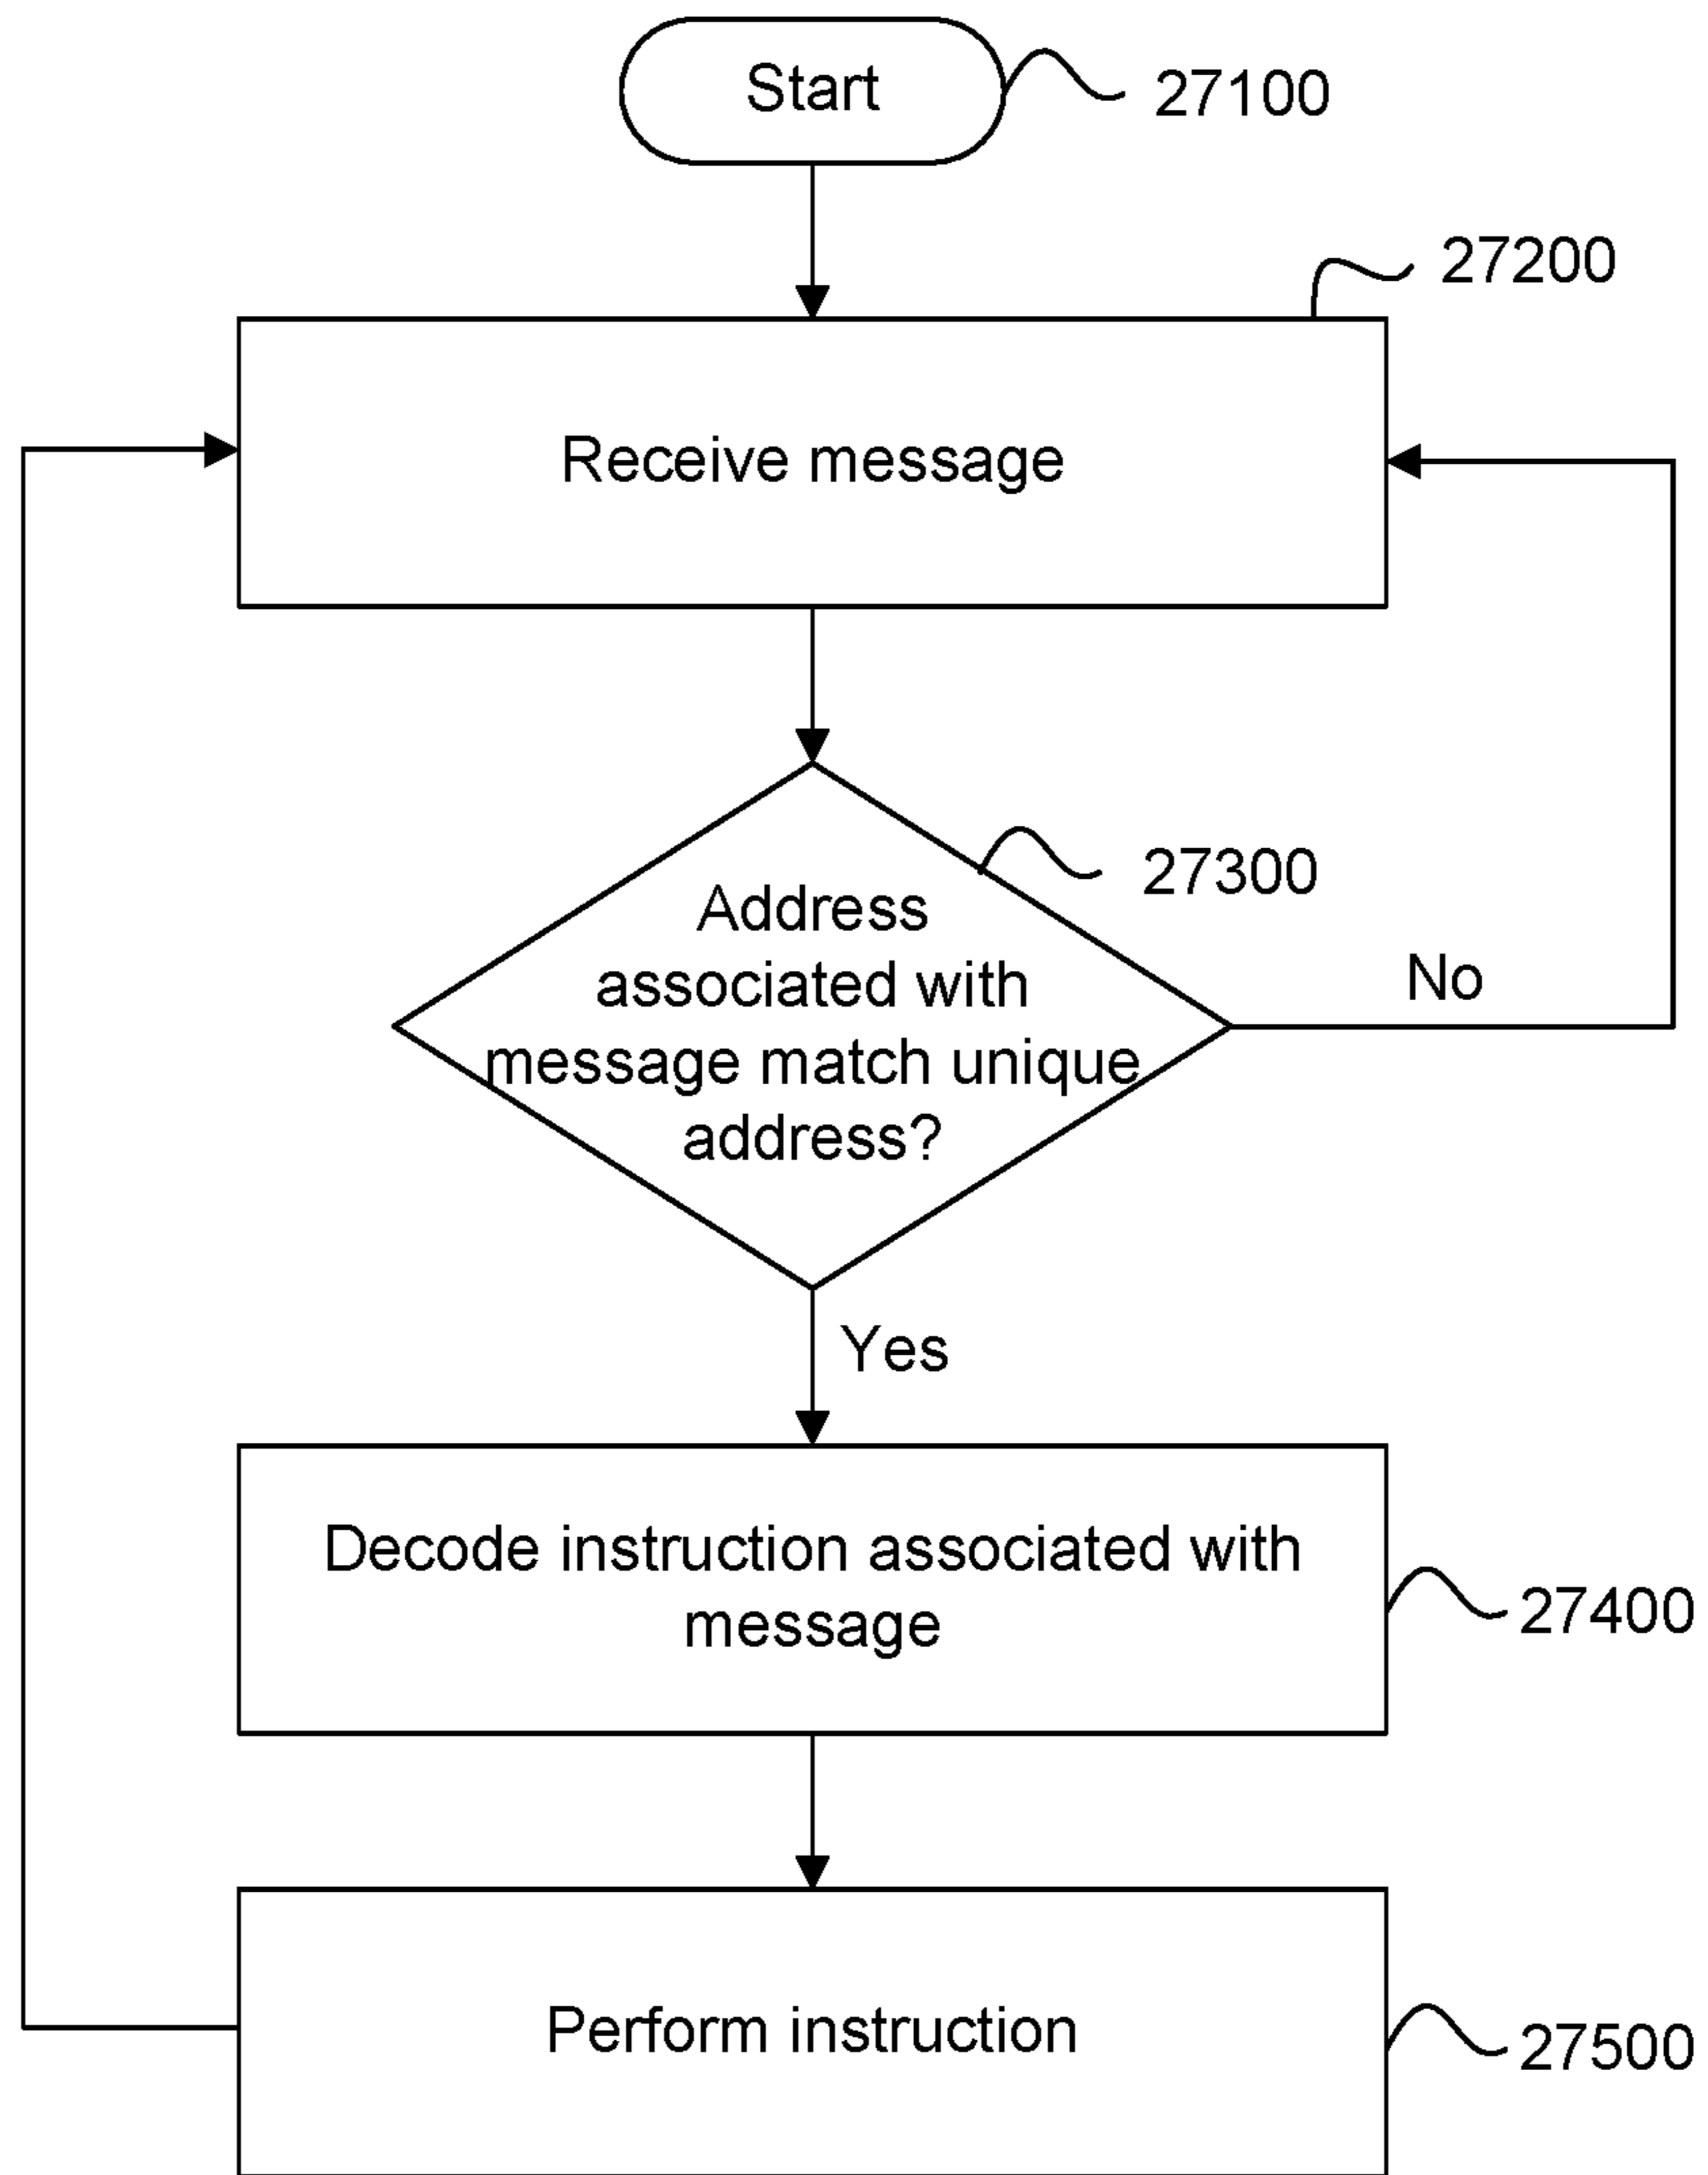 Start
27100
27200
Receive message
27300
Address
associated with
message match unique
address?
No
Yes
Decode instruction associated with
message
27400
Perform instruction
27500